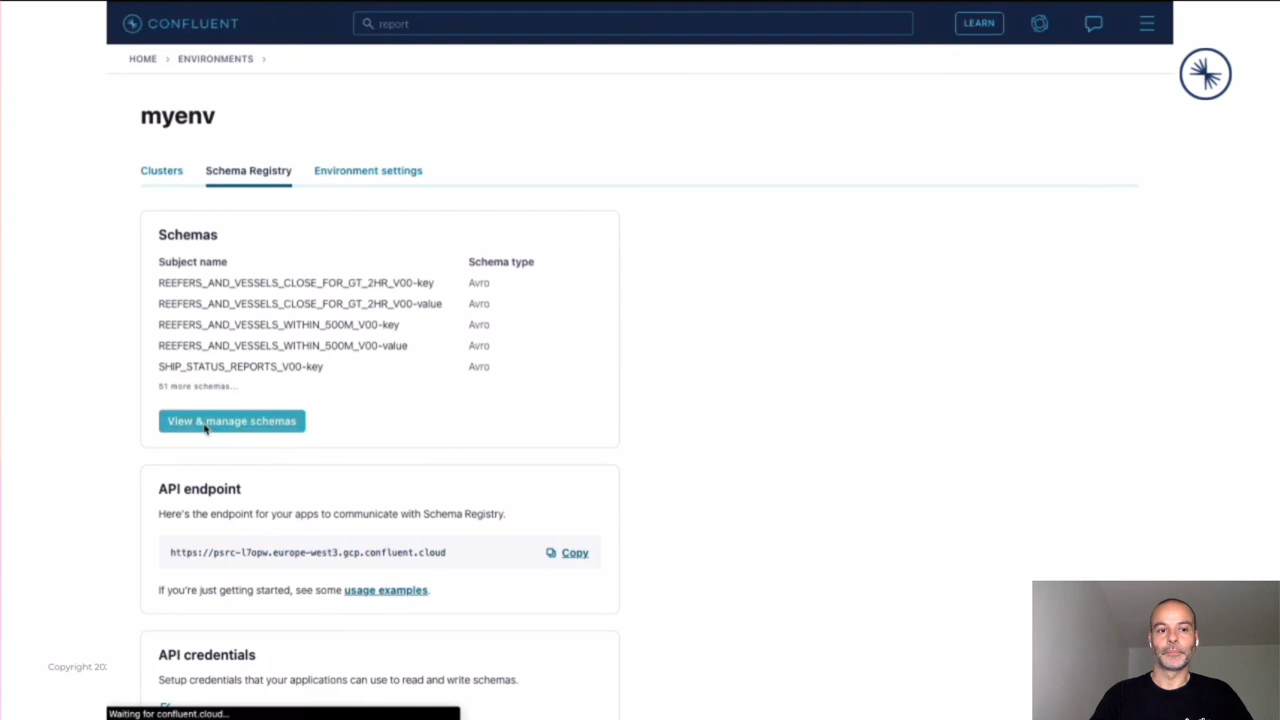 CONFLUENT
report
LEARN
HOME > ENVIRONMENTS >
myenv
Clusters Schema Registry Environment settings
Schemas
Subject name Schema type
REEFERS_AND_VESSELS_CLOSE_FOR_GT_2HR_V00-key Avro
REEFERS_AND_VESSELS_CLOSE_FOR_GT_2HR_V00-value Avro
REEFERS_AND_VESSELS_WITHIN_500M_V00-key Avro
REEFERS_AND_VESSELS_WITHIN_500M_V00-value Avro
SHIP_STATUS_REPORTS_V00-key Avro
51 more schemas...
View & manage schemas
API endpoint
Here's the endpoint for your apps to communicate with Schema Registry.
https://psrc-l7opw.europe-west3.gcp.confluent.cloud Copy
If you're just getting started, see some usage examples.
API credentials
Setup credentials that your applications can use to read and write schemas.
Copyright 20
Waiting for confluent.cloud...